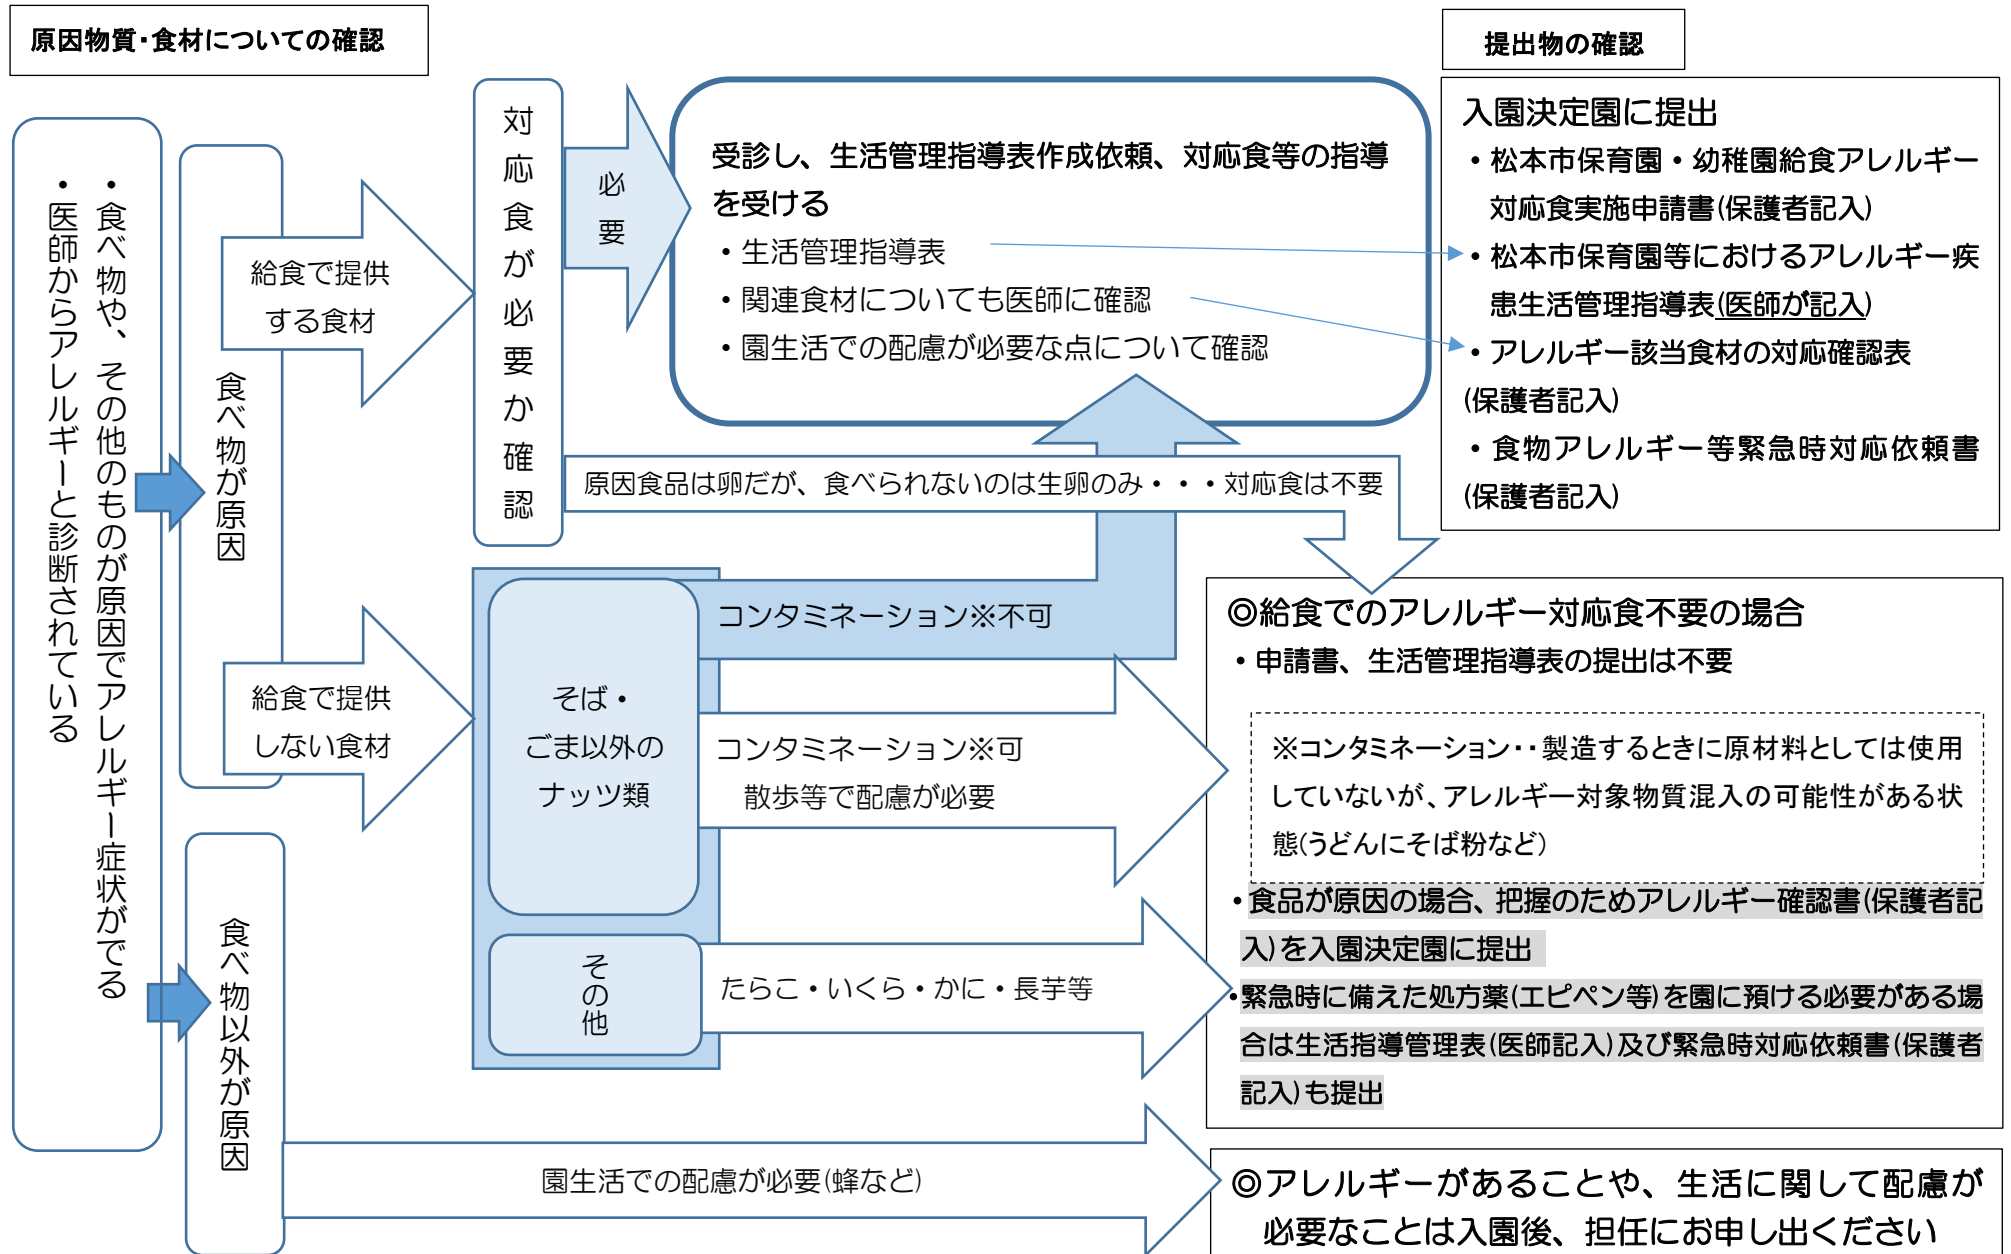 原因物質・食材についての確認
・食べ物や、その他のものが原因でアレルギー症状がでる
・医師からアレルギーと診断されている
食べ物が原因
給食で提供
する食材
対応食が必要か確認
必要
受診し、生活管理指導表作成依頼、対応食等の指導
を受ける
・生活管理指導表
・関連食材についても医師に確認
・園生活での配慮が必要な点について確認
原因食品は卵だが、食べられないのは生卵のみ・・・対応食は不要
給食で提供
しない食材
そば・
ごま以外の
ナッツ類
コンタミネーション※不可
コンタミネーション※可
散歩等で配慮が必要
その他
たらこ・いくら・かに・長芋等
食べ物以外が原因
園生活での配慮が必要(蜂など)
提出物の確認
入園決定園に提出
・松本市保育園・幼稚園給食アレルギー
対応食実施申請書(保護者記入)
・松本市保育園等におけるアレルギー疾
患生活管理指導表(医師が記入)
・アレルギー該当食材の対応確認表
(保護者記入)
・食物アレルギー等緊急時対応依頼書
(保護者記入)
◎給食でのアレルギー対応食不要の場合
・申請書、生活管理指導表の提出は不要
※コンタミネーション・・製造するときに原材料としては使用
していないが、アレルギー対象物質混入の可能性がある状
態(うどんにそば粉など)
・食品が原因の場合、把握のためアレルギー確認書(保護者記
入)を入園決定園に提出
・緊急時に備えた処方薬(エピペン等)を園に預ける必要がある場
合は生活指導管理表(医師記入)及び緊急時対応依頼書(保護者
記入)も提出
◎アレルギーがあることや、生活に関して配慮が
必要なことは入園後、担任にお申し出ください